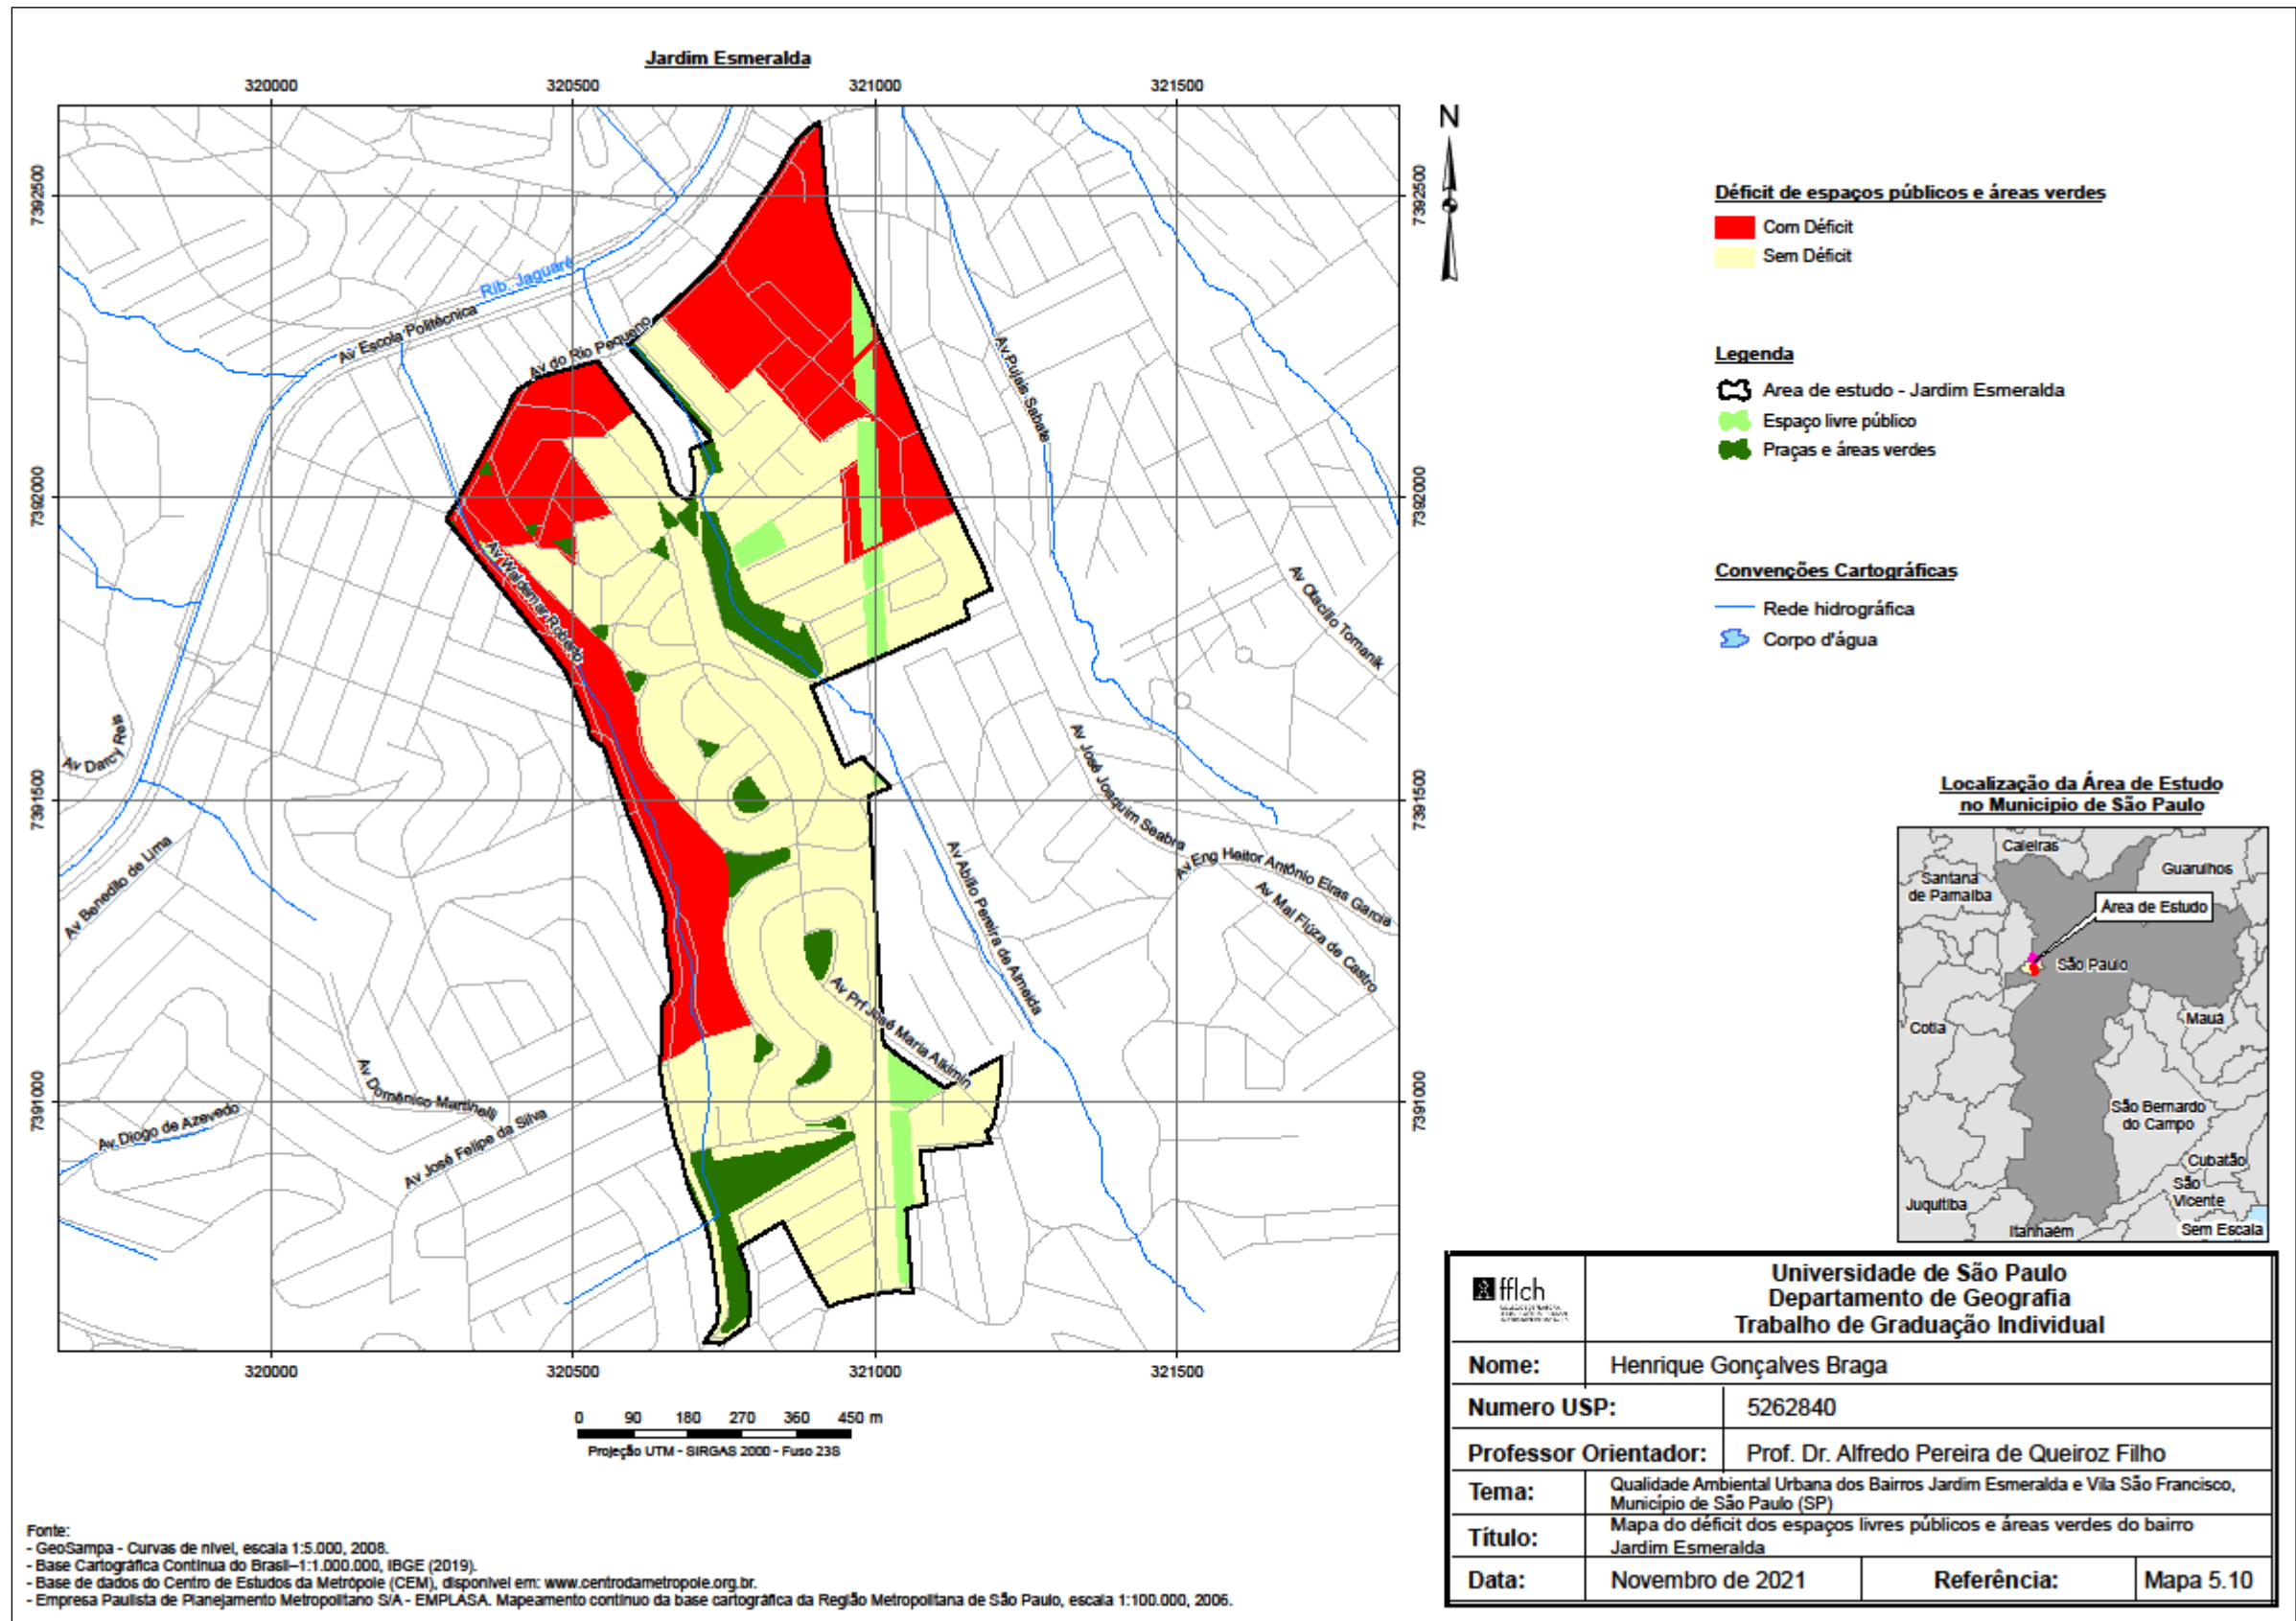 Jardim Esmeralda
320000 320500 321000 321500
7392500
7392000
7391500
7391000
7392500
7392000
7391500
7391000
320000 320500 321000 321500
Rib. Jaguaré
Av Escola Politécnica
Av do Rio Pequeno
Av Pujais Sabate
Av Waldemar Roberto
Av Otacílio Tomanik
Av Darcy Reis
Av Benedito de Lima
Av José Joaquim Seabra
Av Eng Heitor Antônio Eiras Garcia
Av Mal Fiúza de Castro
Av Abião Pereira de Almeida
Av Prf José Maria Alkimin
Av Doménico Martinelli
Av Diogo de Azevedo
Av José Felipe da Silva
0 90 180 270 360 450 m
Projeção UTM - SIRGAS 2000 - Fuso 23S
N
Déficit de espaços públicos e áreas verdes
Com Déficit
Sem Déficit
Legenda
Area de estudo - Jardim Esmeralda
Espaço livre público
Praças e áreas verdes
Convenções Cartográficas
Rede hidrográfica
Corpo d'água
Localização da Área de Estudo
no Municipio de São Paulo
Caieiras
Guarulhos
Santana
de Parnaíba
Área de Estudo
São Paulo
Cotia
Mauá
São Bernardo
do Campo
Cubatão
São
Vicente
Juquitiba
Itanhaém
Sem Escala
fflch
Universidade de São Paulo
Departamento de Geografia
Trabalho de Graduação Individual
Nome: Henrique Gonçalves Braga
Numero USP: 5262840
Professor Orientador: Prof. Dr. Alfredo Pereira de Queiroz Filho
Tema: Qualidade Ambiental Urbana dos Bairros Jardim Esmeralda e Vila São Francisco,
Município de São Paulo (SP)
Título: Mapa do déficit dos espaços livres públicos e áreas verdes do bairro
Jardim Esmeralda
Data: Novembro de 2021 Referência: Mapa 5.10
Fonte:
- GeoSampa - Curvas de nível, escala 1:5.000, 2008.
- Base Cartográfica Contínua do Brasil–1:1.000.000, IBGE (2019).
- Base de dados do Centro de Estudos da Metrópole (CEM), disponível em: www.centrodametropole.org.br.
- Empresa Paulista de Planejamento Metropolitano S/A - EMPLASA. Mapeamento contínuo da base cartográfica da Região Metropolitana de São Paulo, escala 1:100.000, 2006.